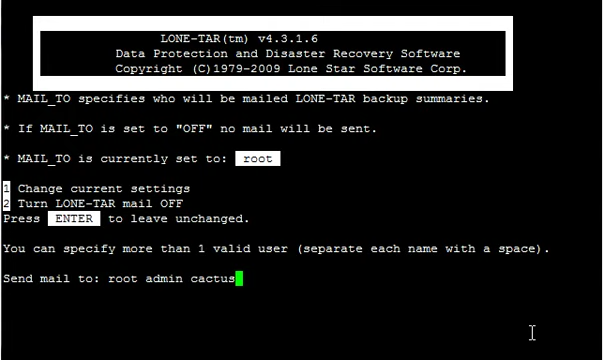 LONE-TAR(tm) v4.3.1.6
Data Protection and Disaster Recovery Software
Copyright (C)1979-2009 Lone Star Software Corp.
* MAIL_TO specifies who will be mailed LONE-TAR backup summaries.
* If MAIL_TO is set to "OFF" no mail will be sent.
* MAIL_TO is currently set to: root
1 Change current settings
2 Turn LONE-TAR mail OFF
Press ENTER to leave unchanged.
You can specify more than 1 valid user (separate each name with a space).
Send mail to: root admin cactus